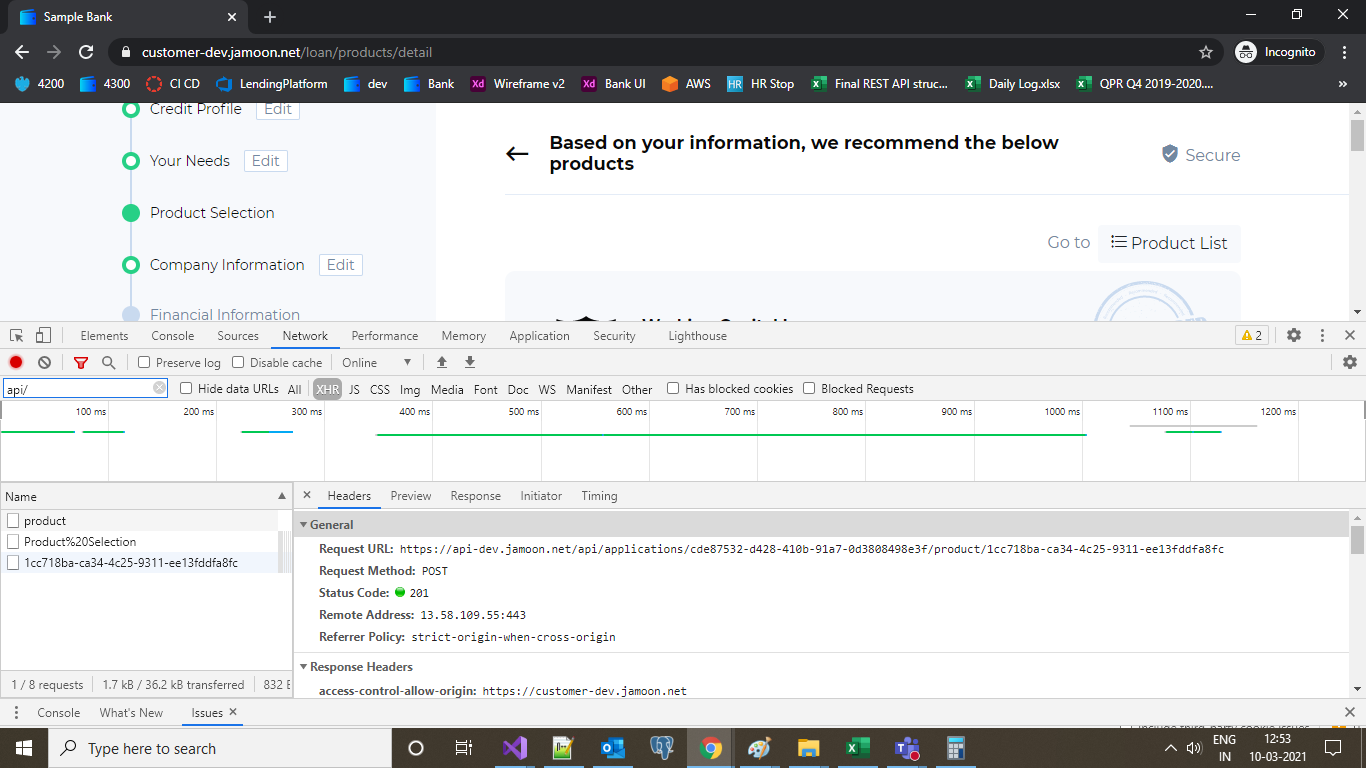 Sample Bank
customer-dev.jamoon.net/loan/products/detail
Incognito
4200
4300
CI CD
LendingPlatform
dev
Bank
Xd Wireframe v2
Xd Bank UI
AWS
HR HR Stop
Final REST API struc...
Daily Log.xlsx
QPR Q4 2019-2020....
»
Credit Profile Edit
Your Needs Edit
Product Selection
Company Information Edit
Financial Information
Based on your information, we recommend the below
products
Secure
Go to Product List
Elements Console Sources Network Performance Memory Application Security Lighthouse 2
Preserve log Disable cache Online
api/ Hide data URLs All XHR JS CSS Img Media Font Doc WS Manifest Other Has blocked cookies Blocked Requests
100 ms 200 ms 300 ms 400 ms 500 ms 600 ms 700 ms 800 ms 900 ms 1000 ms 1100 ms 1200 ms
Name
product
Product%20Selection
1cc718ba-ca34-4c25-9311-ee13fddfa8fc
1 / 8 requests 1.7 kB / 36.2 kB transferred 832
Headers Preview Response Initiator Timing
General
Request URL: https://api-dev.jamoon.net/api/applications/cde87532-d428-410b-91a7-0d3808498e3f/product/1cc718ba-ca34-4c25-9311-ee13fddfa8fc
Request Method: POST
Status Code: 201
Remote Address: 13.58.109.55:443
Referrer Policy: strict-origin-when-cross-origin
Response Headers
access-control-allow-origin: https://customer-dev.jamoon.net
Console What's New Issues
Include third-party cookie issues
Type here to search
ENG
IN
12:53
10-03-2021